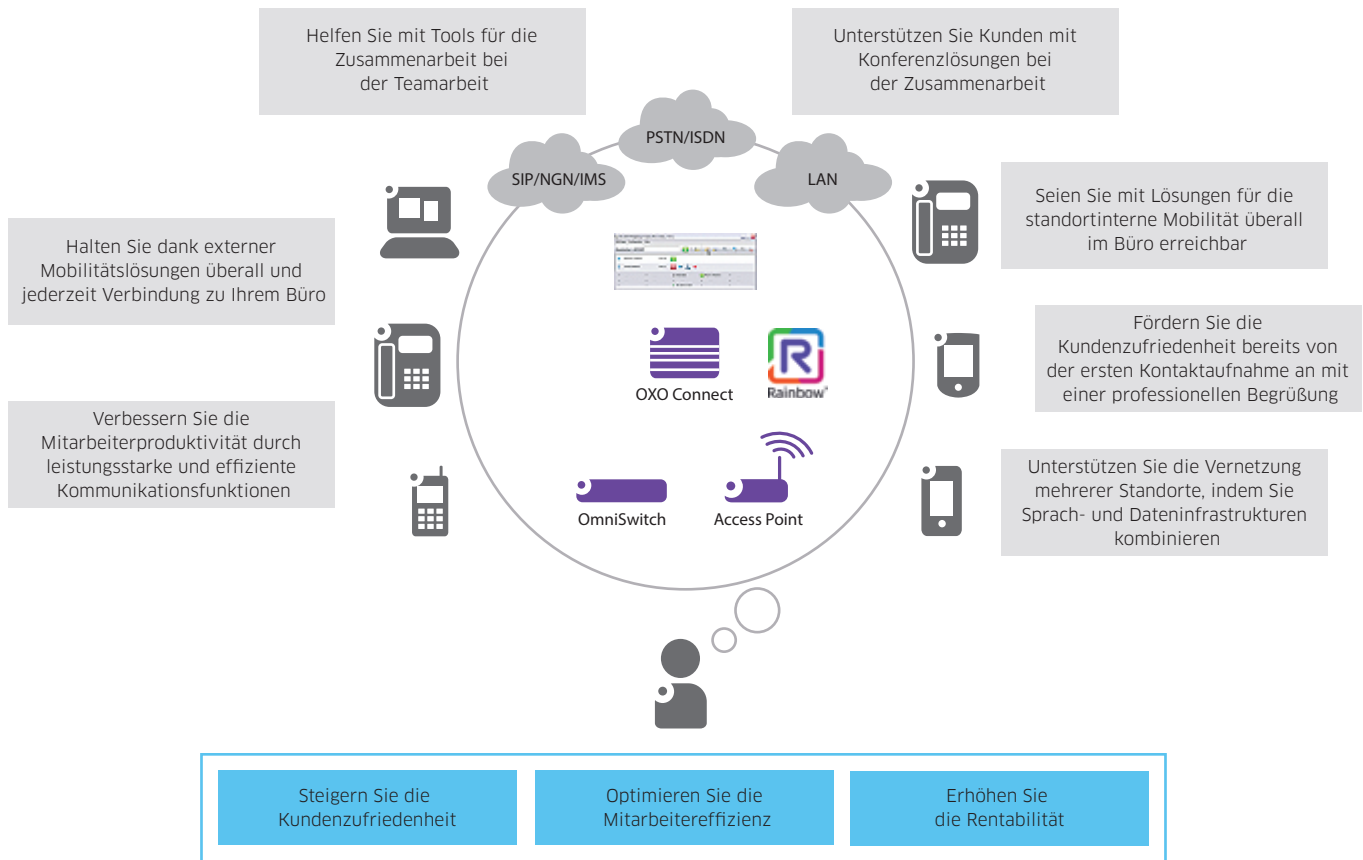 Helfen Sie mit Tools für die
Zusammenarbeit bei
der Teamarbeit
Unterstützen Sie Kunden mit
Konferenzlösungen bei
der Zusammenarbeit
PSTN/ISDN
SIP/NGN/IMS
LAN
Halten Sie dank externer
Mobilitätslösungen überall und
jederzeit Verbindung zu Ihrem Büro
Seien Sie mit Lösungen für die
standortinterne Mobilität überall
im Büro erreichbar
Verbessern Sie die
Mitarbeiterproduktivität durch
leistungsstarke und effiziente
Kommunikationsfunktionen
Fördern Sie die
Kundenzufriedenheit bereits von
der ersten Kontaktaufnahme an mit
einer professionellen Begrüßung
OXO Connect
R
Rainbow
OmniSwitch
Access Point
Unterstützen Sie die Vernetzung
mehrerer Standorte, indem Sie
Sprach- und Dateninfrastrukturen
kombinieren
Steigern Sie die
Kundenzufriedenheit
Optimieren Sie die
Mitarbeitereffizienz
Erhöhen Sie
die Rentabilität